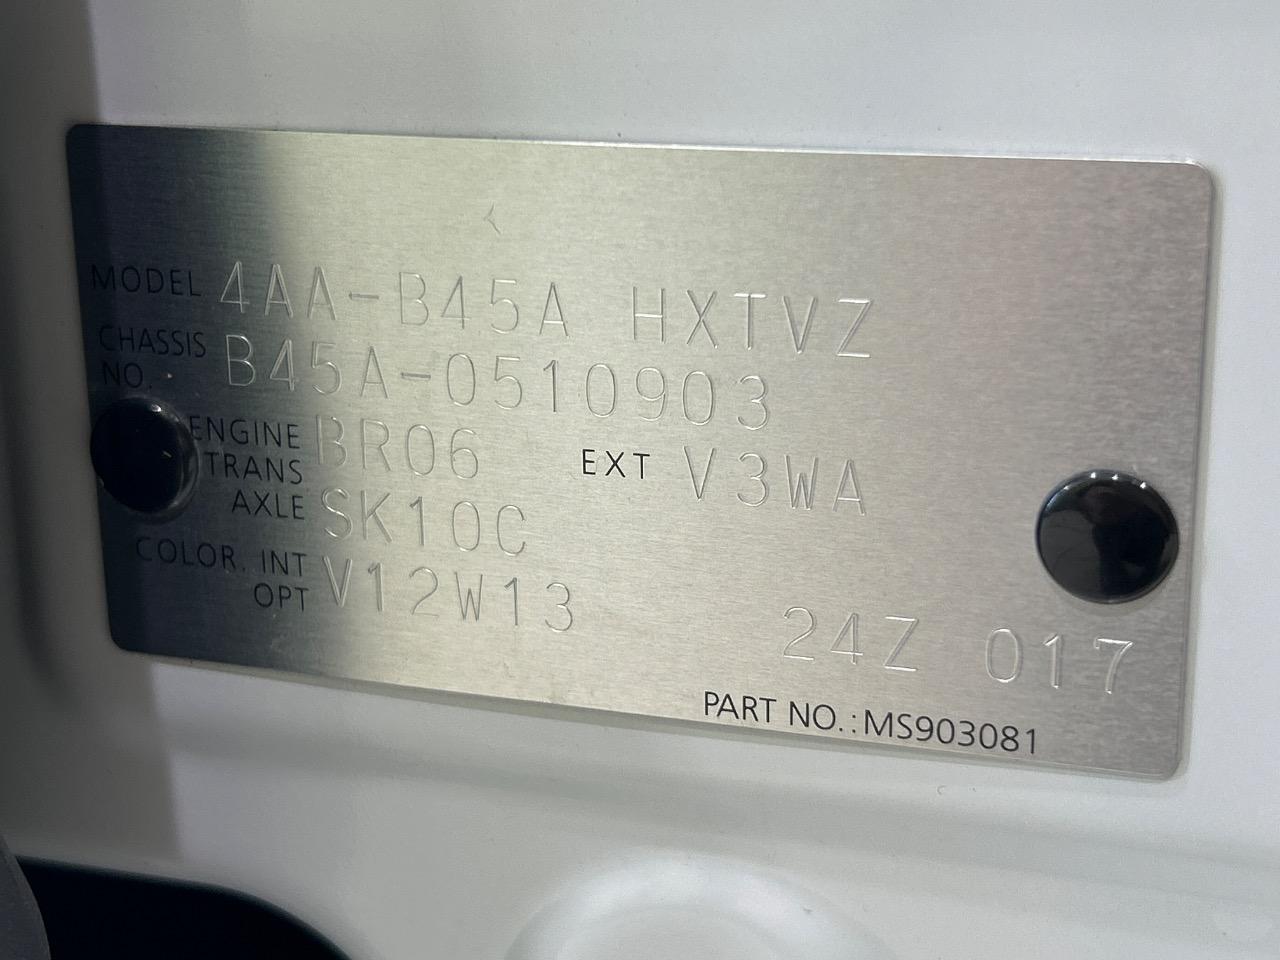 MODEL 4AA-B45A HXTVZ
CHASSIS
NO. B45A-0510903
ENGINE BR06 EXT V3WA
TRANS
AXLE SK10C
COLOR. INT V12W13
OPT
24Z 017
PART NO.:MS903081